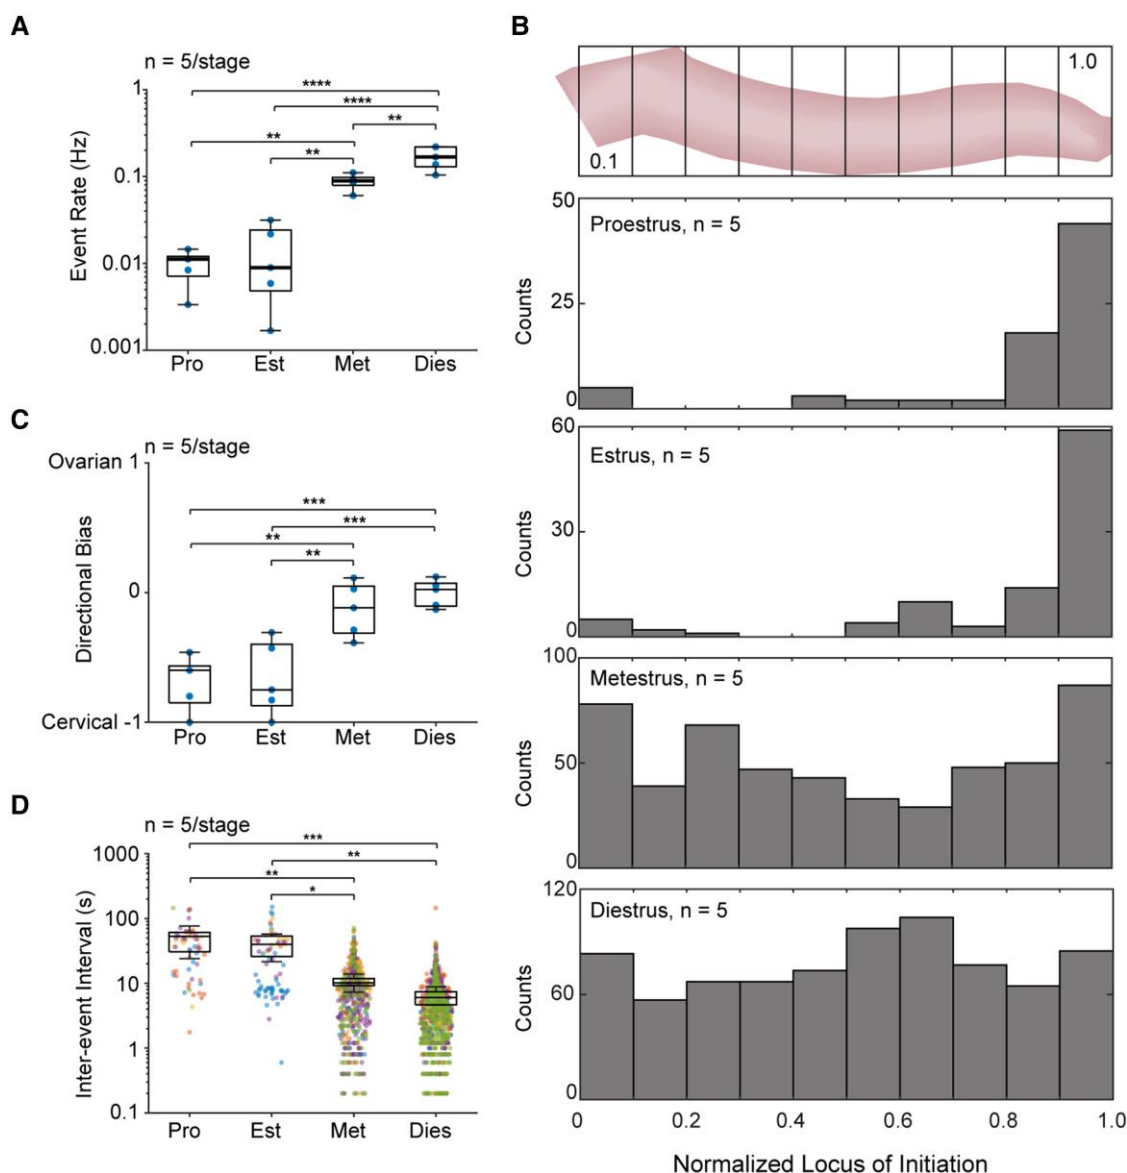 A
n = 5/stage
****
****
**
**
**
1
0.1
0.01
0.001
Event Rate (Hz)
Pro Est Met Dies
B
1.0
0.1
50
25
0
Counts
Proestrus, n = 5
60
30
0
Counts
Estrus, n = 5
100
50
0
Counts
Metestrus, n = 5
120
60
0
Counts
Diestrus, n = 5
0 0.2 0.4 0.6 0.8 1.0
Normalized Locus of Initiation
C
n = 5/stage
Ovarian 1
0
Cervical -1
Directional Bias
***
***
**
**
Pro Est Met Dies
D
n = 5/stage
***
**
**
*
1000
100
10
1
0.1
Inter-event Interval (s)
Pro Est Met Dies